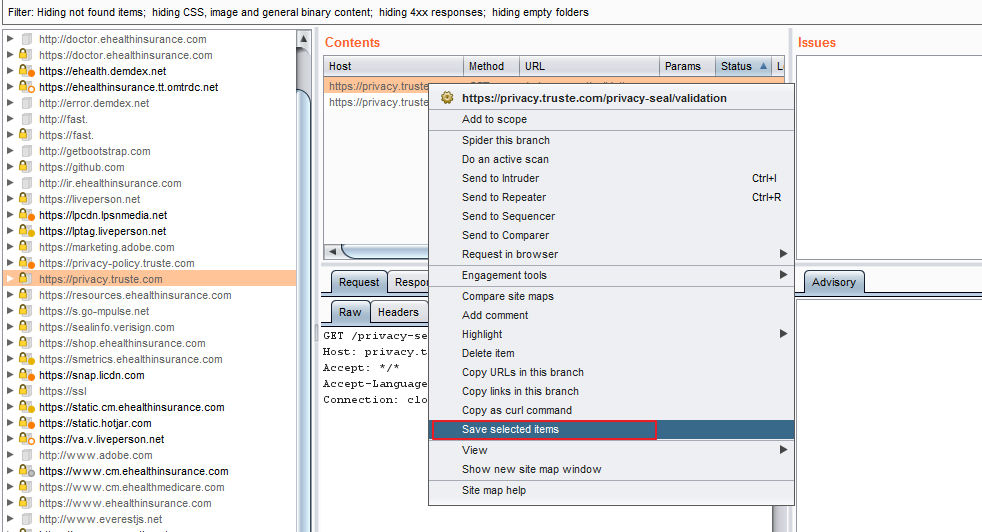 Filter: Hiding not found items; hiding CSS, image and general binary content; hiding 4xx responses; hiding empty folders
http://doctor.ehealthinsurance.com
https://doctor.ehealthinsurance.com
https://ehealth.demdex.net
https://ehealthinsurance.tt.omtrdc.net
http://error.demdex.net
http://fast.
https://fast.
http://getbootstrap.com
https://github.com
http://ir.ehealthinsurance.com
https://liveperson.net
https://lpcdn.lpsnmedia.net
https://lptag.liveperson.net
https://marketing.adobe.com
https://privacy-policy.truste.com
https://privacy.truste.com
https://resources.ehealthinsurance.com
https://s.go-mpulse.net
https://sealinfo.verisign.com
https://shop.ehealthinsurance.com
https://smetrics.ehealthinsurance.com
https://snap.licdn.com
https://ssl
https://static.cm.ehealthinsurance.com
https://static.hotjar.com
https://va.v.liveperson.net
http://www.adobe.com
https://www.cm.ehealthinsurance.com
https://www.cm.ehealthmedicare.com
https://www.ehealthinsurance.com
http://www.everestjs.net
Contents
Host Method URL Params Status L
https://privacy.truste
https://privacy.truste
https://privacy.truste.com/privacy-seal/validation
Add to scope
Spider this branch
Do an active scan
Send to Intruder Ctrl+I
Send to Repeater Ctrl+R
Send to Sequencer
Send to Comparer
Request in browser
Engagement tools
Compare site maps
Add comment
Highlight
Delete item
Copy URLs in this branch
Copy links in this branch
Copy as curl command
Save selected items
View
Show new site map window
Site map help
Request Respon
Raw Headers
GET /privacy-se
Host: privacy.t
Accept: */*
Accept-Language
Connection: clo
Issues
Advisory